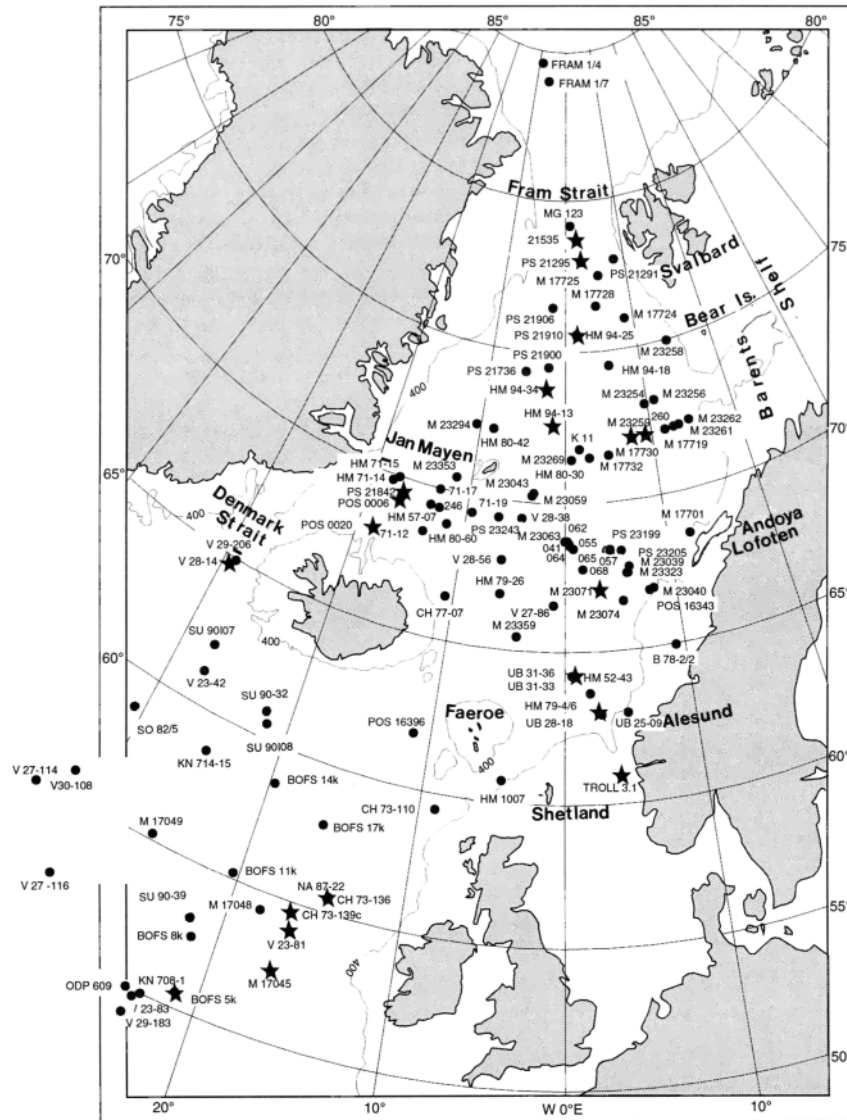 75° 80° 85° 85° 80°
FRAM 1/4
FRAM 1/7
Fram Strait
MG 123
21535
PS 21295
PS 21291
Svalbard
M 17725
M 17728
Shelf
75°
70°
Bear Is.
M 17724
PS 21906
PS 21910
HM 94-25
M 23258
Barents
PS 21900
PS 21736
HM 94-18
400
HM 94-34
M 23254
M 23256
HM 94-13
M 23259
260
M 23262
M 23261
M 23294
HM 80-42
K 11
M 17730
M 17719
70°
Jan Mayen
HM 71-15
M 23353
M 23269
M 17732
HM 80-30
65°
HM 71-14
PS 21842
M 23043
71-17
M 23059
POS 0006
246
71-19
M 17701
Andoya
Lofoten
400
Denmark
Strait
HM 57-07
POS 0020
71-12
PS 23243
V 28-38
062
HM 80-60
M 23063
055
PS 23199
V 29-206
041
065
057
PS 23205
V 28-14
V 28-56
064
068
M 23039
M 23323
65°
HM 79-26
M 23071
M 23040
CH 77-07
V 27-86
M 23074
POS 16343
M 23359
SU 90I07
400
B 78-2/2
60°
V 23-42
UB 31-36
HM 52-43
UB 31-33
SU 90-32
Faeroe
HM 79-4/6
Alesund
SO 82/5
POS 16396
UB 28-18
UB 25-09
SU 90I08
KN 714-15
400
60°
V 27-114
V30-108
BOFS 14k
HM 1007
TROLL 3.1
CH 73-110
Shetland
M 17049
BOFS 17k
V 27 -116
BOFS 11k
NA 87-22
CH 73-136
SU 90-39
M 17048
CH 73-139c
55°
BOFS 8k
V 23-81
400
ODP 609
KN 708-1
M 17045
BOFS 5k
/ 23-83
V 29-183
50°
20° 10° W 0°E 10°